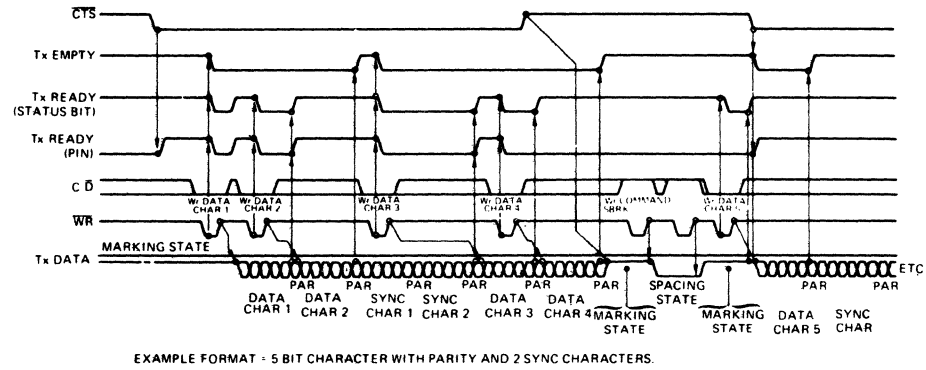 CTS
Tx EMPTY
Tx READY
(STATUS BIT)
Tx READY
(PIN)
C D
Wr DATA
CHAR 1
Wr DATA
CHAR 2
Wr DATA
CHAR 3
Wr DATA
CHAR 4
Wr COMMAND
SBRK
Wr DATA
CHAR 5
WR
MARKING STATE
Tx DATA
ETC
PAR
PAR
PAR
PAR
PAR
PAR
PAR
PAR
DATA
CHAR 1
DATA
CHAR 2
SYNC
CHAR 1
SYNC
CHAR 2
DATA
CHAR 3
DATA
CHAR 4
MARKING
STATE
SPACING
STATE
MARKING
STATE
DATA
CHAR 5
SYNC
CHAR
EXAMPLE FORMAT = 5 BIT CHARACTER WITH PARITY AND 2 SYNC CHARACTERS.